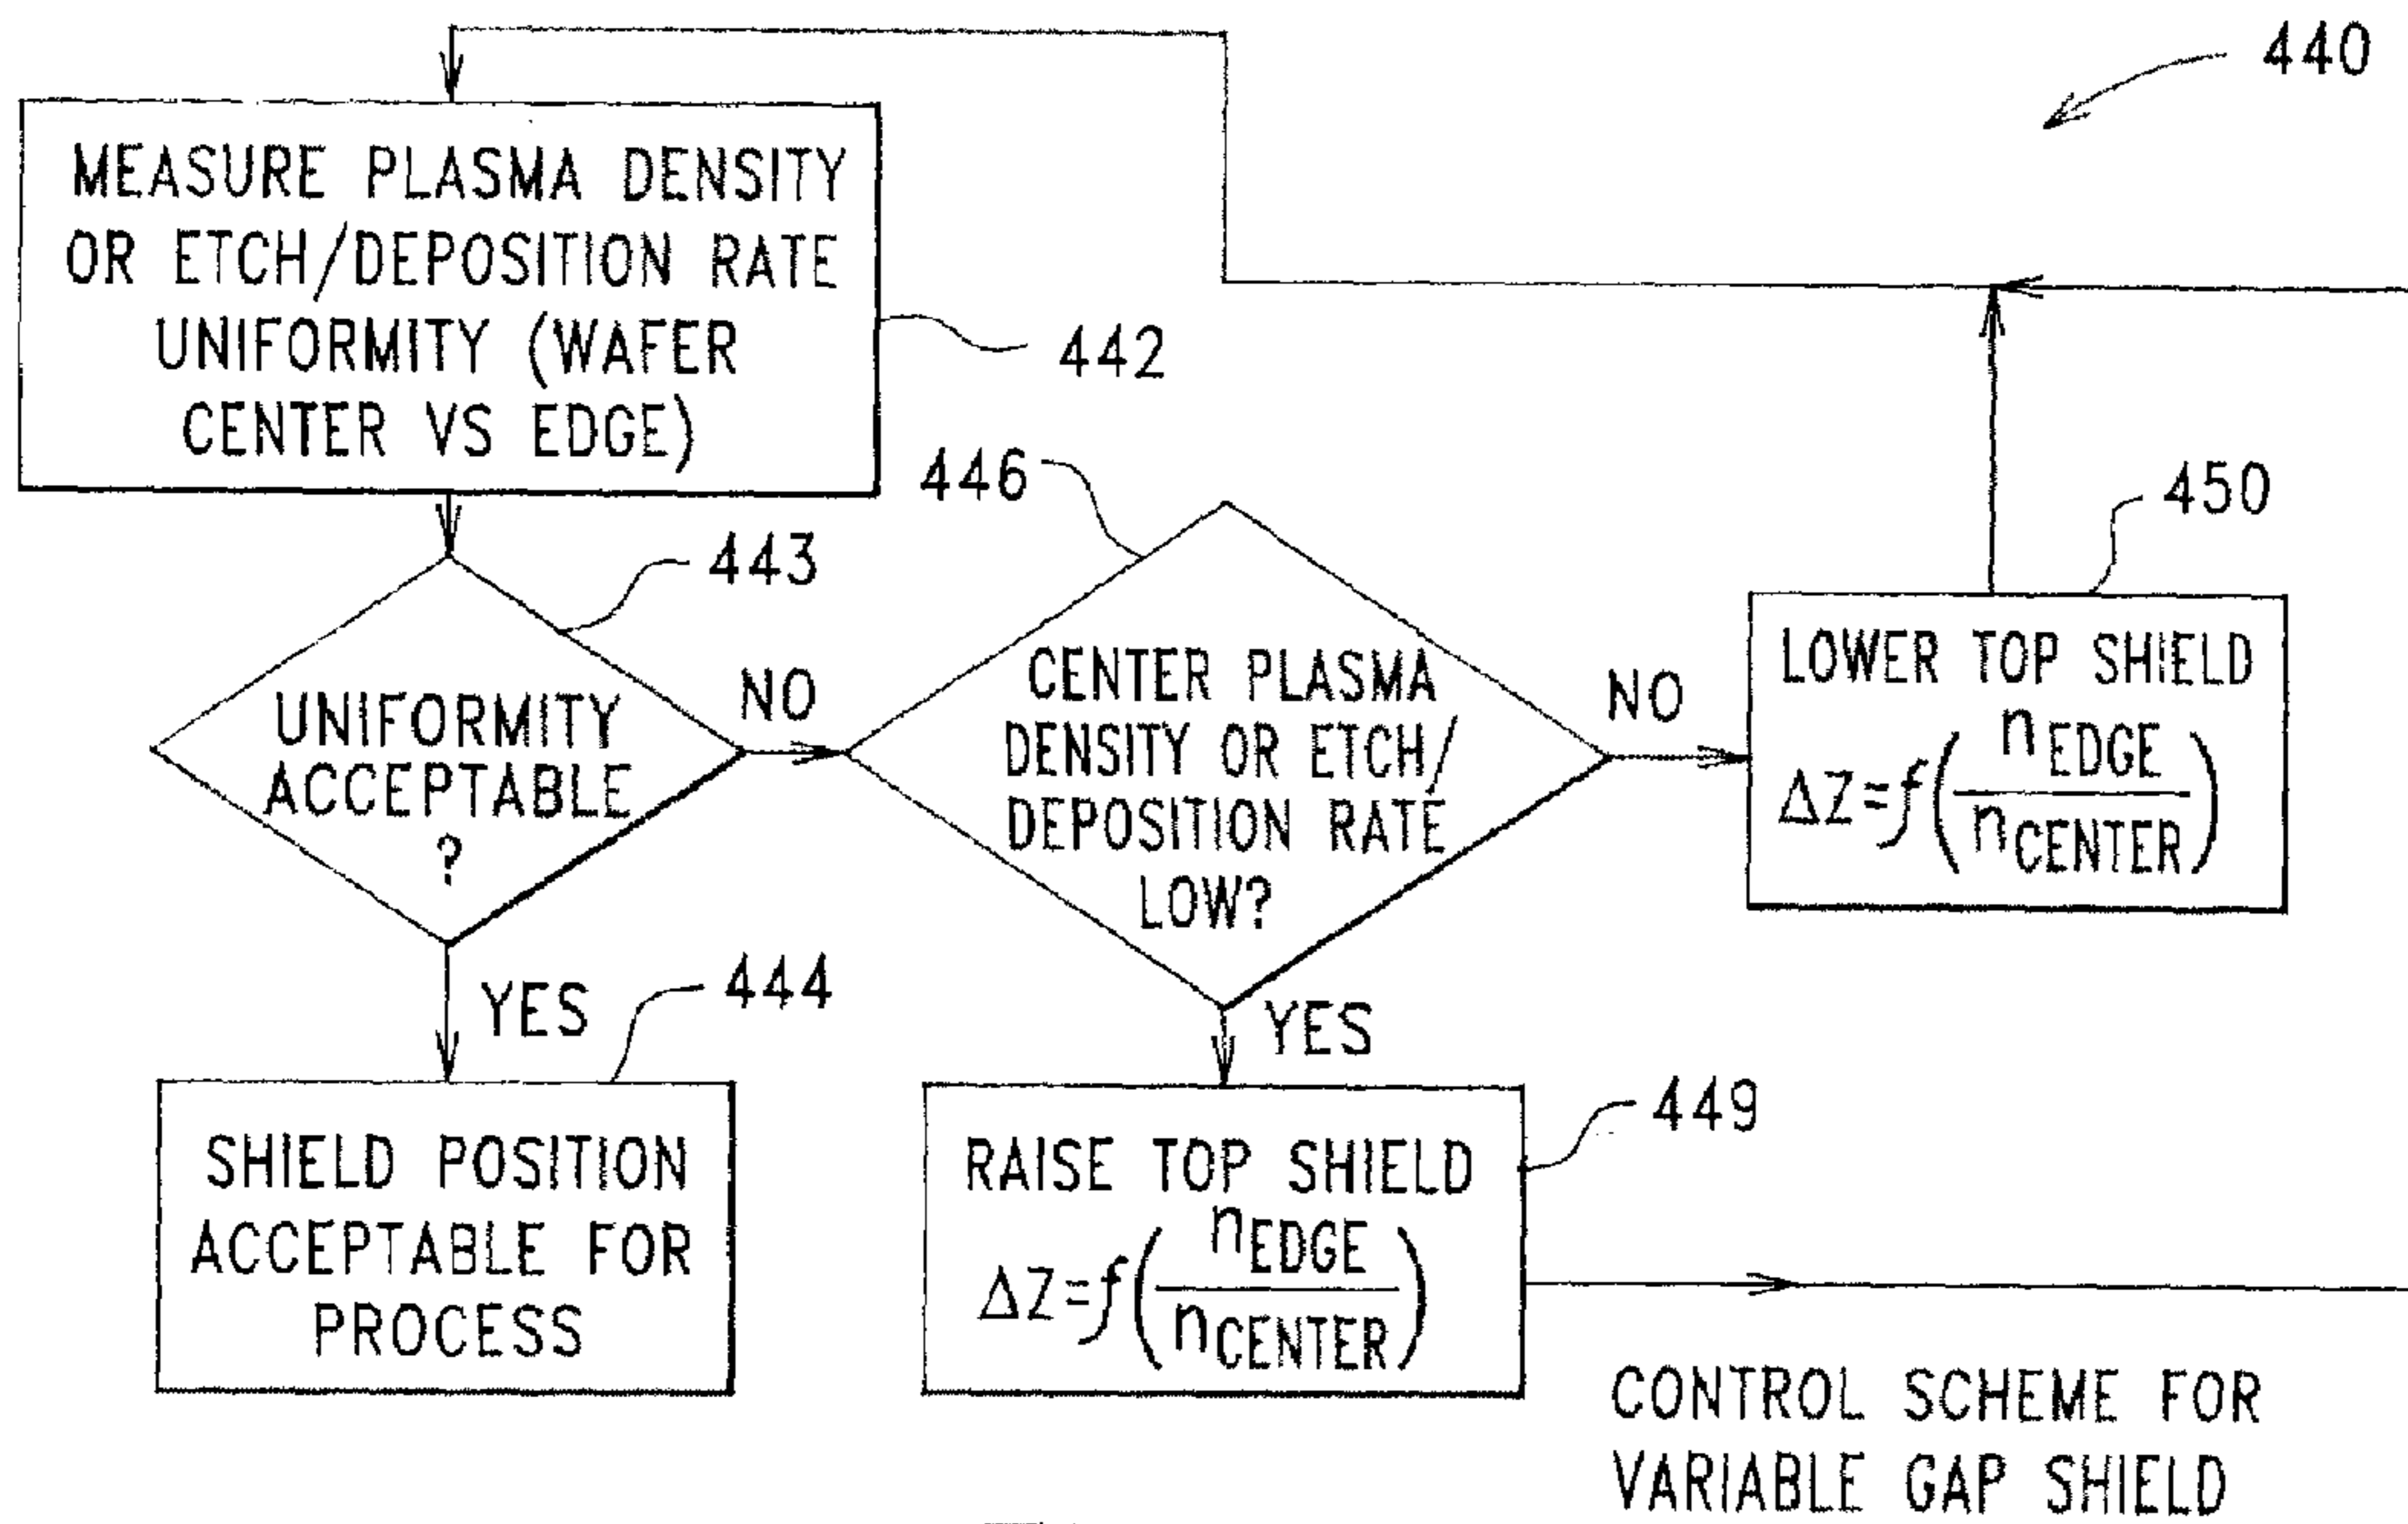 440
MEASURE PLASMA DENSITY
OR ETCH/DEPOSITION RATE
UNIFORMITY (WAFER
CENTER VS EDGE)
442
443
UNIFORMITY
ACCEPTABLE
?
NO
YES
444
SHIELD POSITION
ACCEPTABLE FOR
PROCESS
446
CENTER PLASMA
DENSITY OR ETCH/
DEPOSITION RATE
LOW?
NO
YES
450
LOWER TOP SHIELD
ΔZ=f(nEDGE/nCENTER)
449
RAISE TOP SHIELD
ΔZ=f(nEDGE/nCENTER)
CONTROL SCHEME FOR
VARIABLE GAP SHIELD